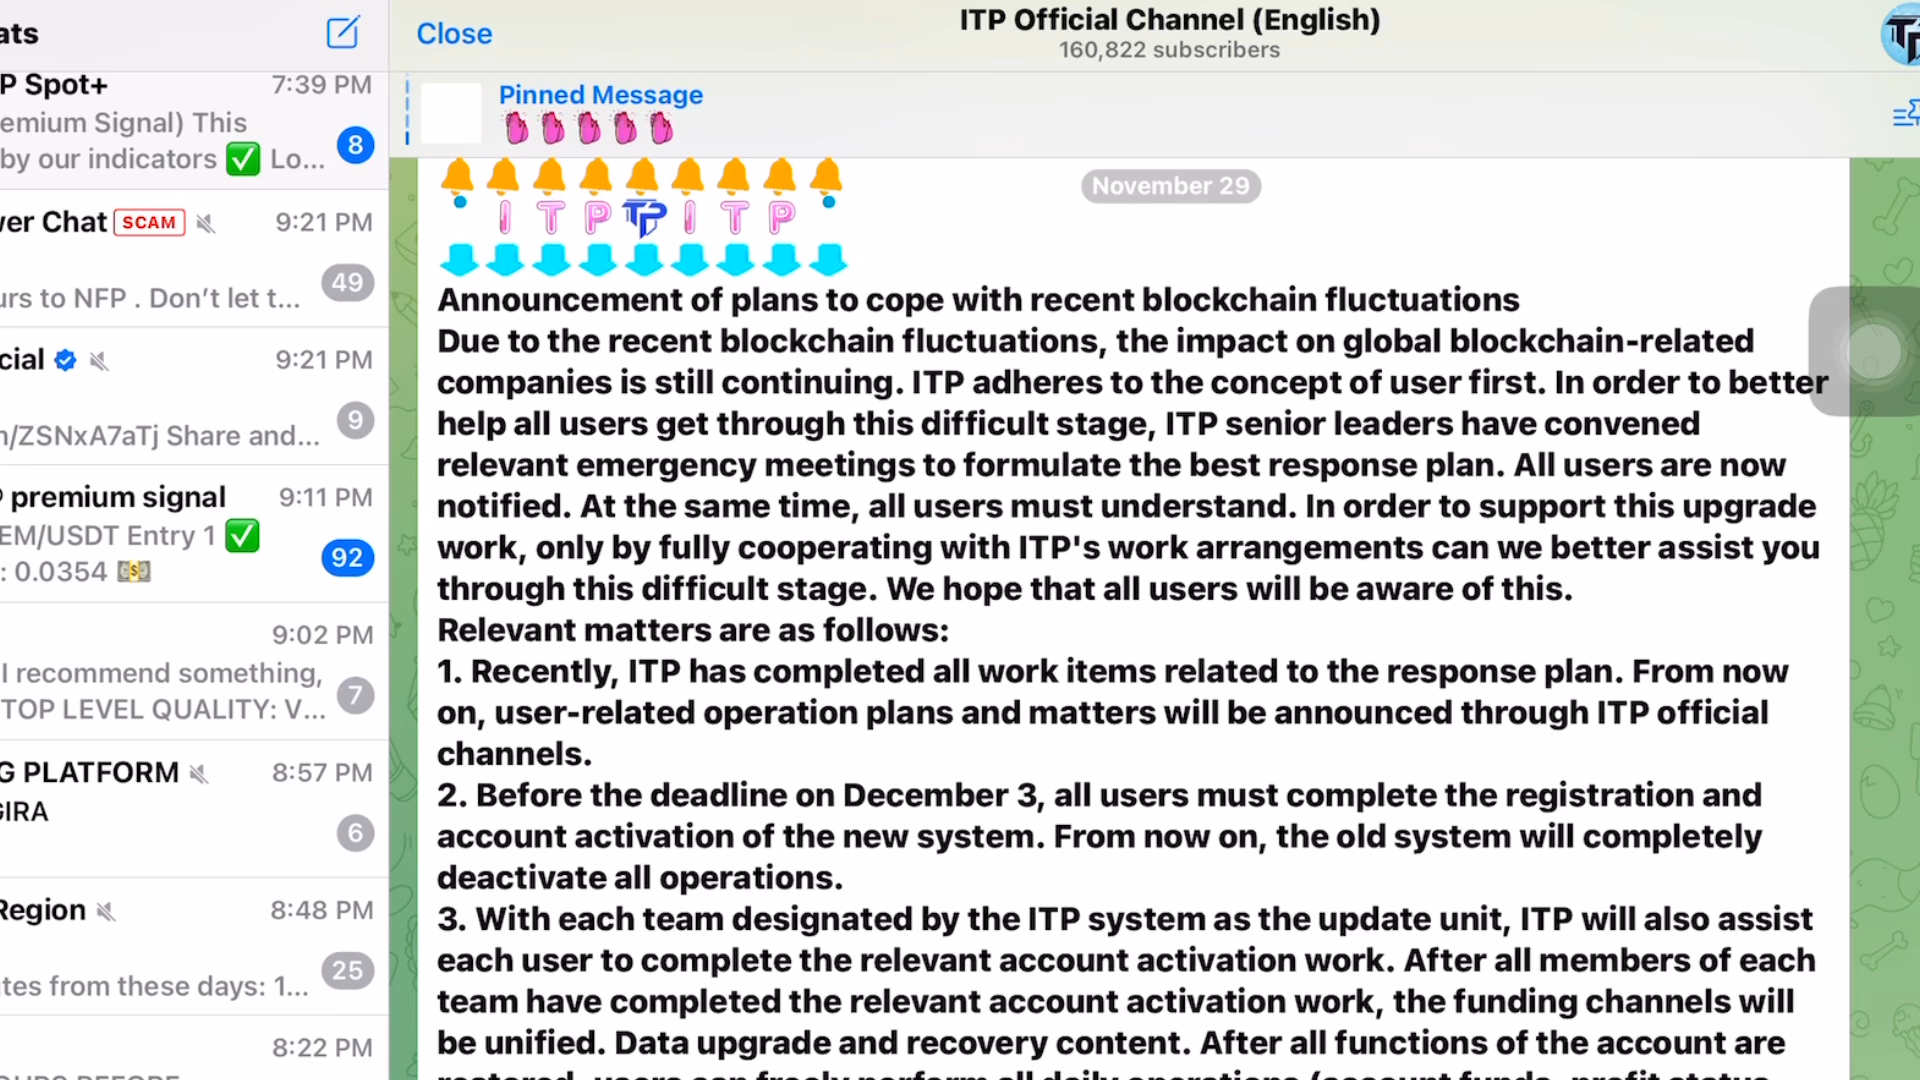 ats
P Spot+ 7:39 PM
emium Signal) This
by our indicators ✅ Lo... 8
er Chat SCAM 9:21 PM
urs to NFP . Don't let t... 49
cial 9:21 PM
/ZSNxA7aTj Share and... 9
premium signal 9:11 PM
EM/USDT Entry 1 ✅
: 0.0354 💵 92
9:02 PM
I recommend something,
TOP LEVEL QUALITY: V... 7
G PLATFORM 8:57 PM
GIRA
6
Region 8:48 PM
tes from these days: 1... 25
8:22 PM
Close
ITP Official Channel (English)
160,822 subscribers
Pinned Message
November 29
I T P TP I T P
Announcement of plans to cope with recent blockchain fluctuations
Due to the recent blockchain fluctuations, the impact on global blockchain-related
companies is still continuing. ITP adheres to the concept of user first. In order to better
help all users get through this difficult stage, ITP senior leaders have convened
relevant emergency meetings to formulate the best response plan. All users are now
notified. At the same time, all users must understand. In order to support this upgrade
work, only by fully cooperating with ITP's work arrangements can we better assist you
through this difficult stage. We hope that all users will be aware of this.
Relevant matters are as follows:
1. Recently, ITP has completed all work items related to the response plan. From now
on, user-related operation plans and matters will be announced through ITP official
channels.
2. Before the deadline on December 3, all users must complete the registration and
account activation of the new system. From now on, the old system will completely
deactivate all operations.
3. With each team designated by the ITP system as the update unit, ITP will also assist
each user to complete the relevant account activation work. After all members of each
team have completed the relevant account activation work, the funding channels will
be unified. Data upgrade and recovery content. After all functions of the account are
restored, users can freely perform all daily operations (account funds, profit status,